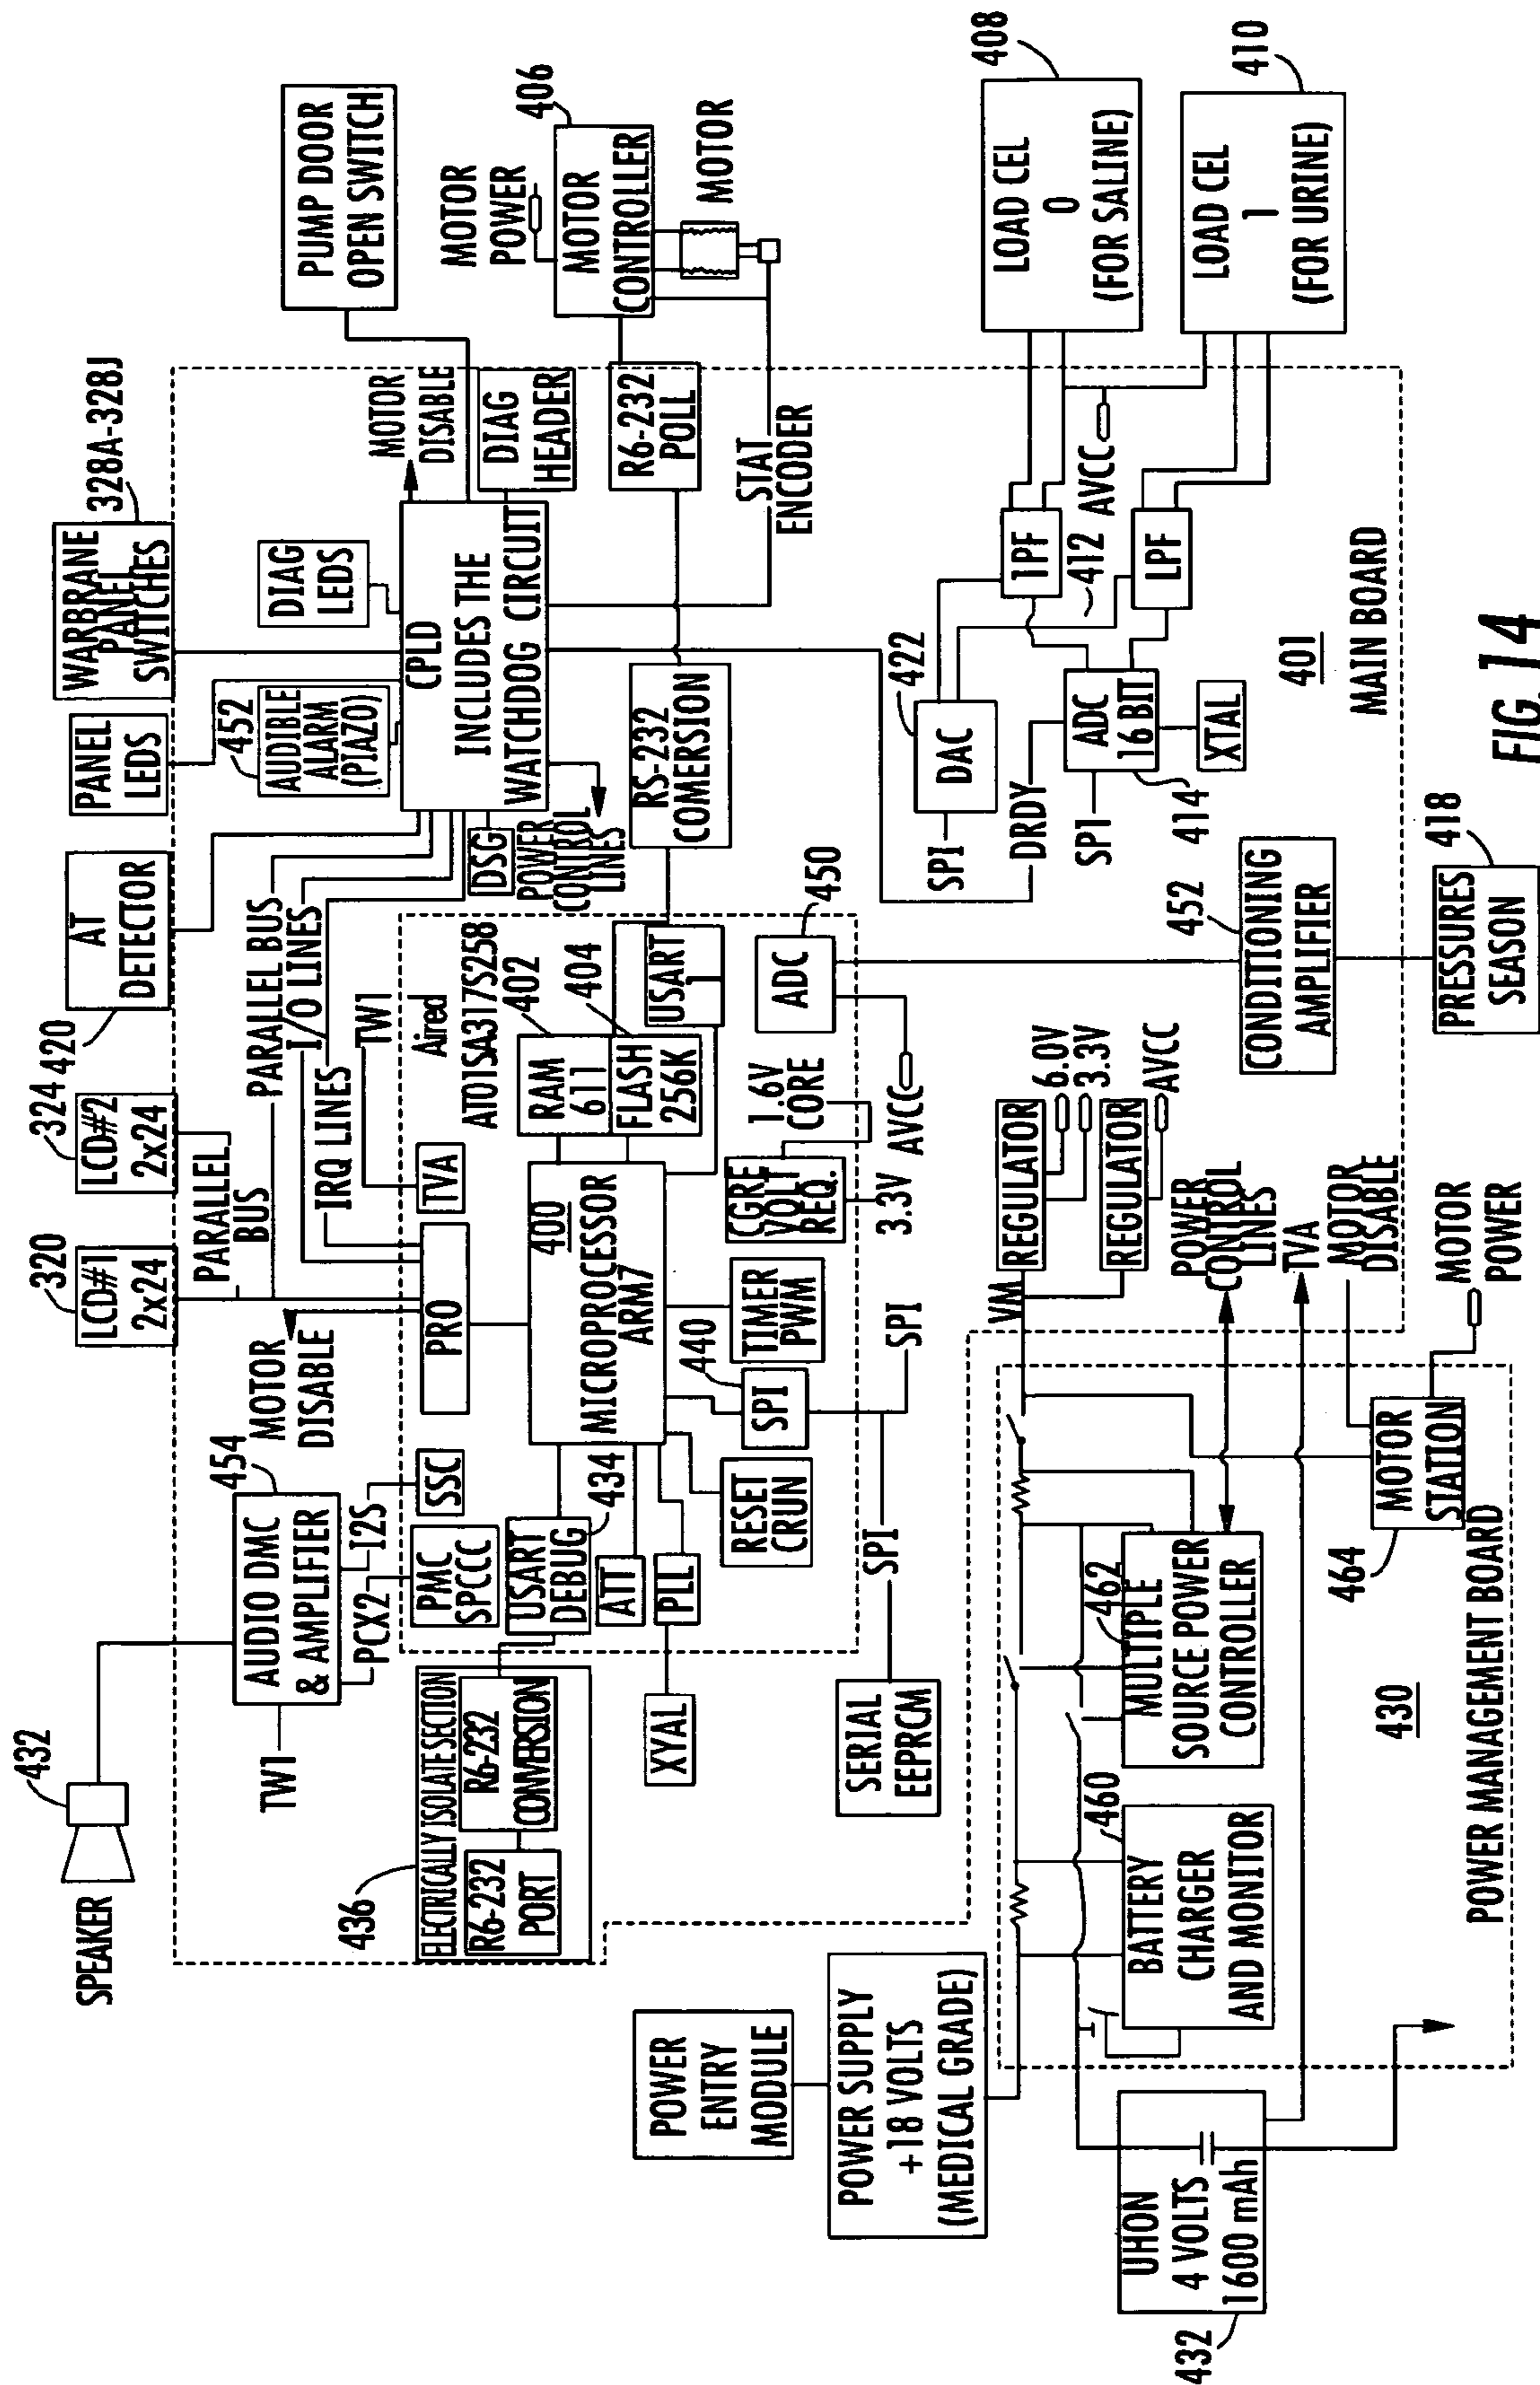 SPEAKER
432
TW1
454
AUDIO DMC
& AMPLIFIER
PCX2
I2S
MOTOR
DISABLE
320
LCD#1
2x24
324
LCD#2
2x24
PARALLEL
BUS
420
AT
DETECTOR
PARALLEL BUS
I O LINES
IRQ LINES
TW1
PANEL
LEDS
452
AUDIBLE
ALARM
(PIAZO)
WARBRANE
PANEL
SWITCHES
328A-328J
DIAG
LEDS
CPLD
INCLUDES THE
WATCHDOG CIRCUIT
MOTOR
DISABLE
PUMP DOOR
OPEN SWITCH
DIAG
HEADER
DSG
POWER
CONTROL
LINES
MOTOR
POWER
406
MOTOR
CONTROLLER
MOTOR
R6-232
POLL
STAT
ENCODER
RS-232
COMERSION
436
ELECTRICALLY ISOLATE SECTON
R6-232
PORT
R6-232
CONVERSION
PMC
SPCCC
SSC
PRO
TVA
Aired
AT01SA317S258
402
RAM
611
404
FLASH
256K
USART
1
USART
DEBUG
434
ATT
PLL
XYAL
400
MICROPROCESSOR
ARM7
RESET
CRUN
440
SPI
TIMER
PWM
CGRE
VOLT
REQ.
1.6V
CORE
3.3V
AVCC
ADC
450
SPI
SPI
SERIAL
EEPRCM
422
DAC
SPI
DRDY
ADC
16 BIT
SPI
414
XTAL
1PF
412
LPF
AVCC
LOAD CEL
0
(FOR SALINE)
408
LOAD CEL
1
(FOR URINE)
410
452
CONDITIONING
AMPLIFIER
PRESSURES
SEASON
418
401
MAIN BOARD
POWER
ENTRY
MODULE
POWER SUPPLY
+18 VOLTS
(MEDICAL GRADE)
UHON
4 VOLTS
1600 mAh
432
460
BATTERY
CHARGER
AND MONITOR
462
MULTIPLE
SOURCE POWER
CONTROLLER
VM
REGULATOR
6.0V
3.3V
REGULATOR
AVCC
POWER
CONTROL
LINES
TVA
MOTOR
DISABLE
464
MOTOR
STATION
MOTOR
POWER
430
POWER MANAGEMENT BOARD
FIG. 14